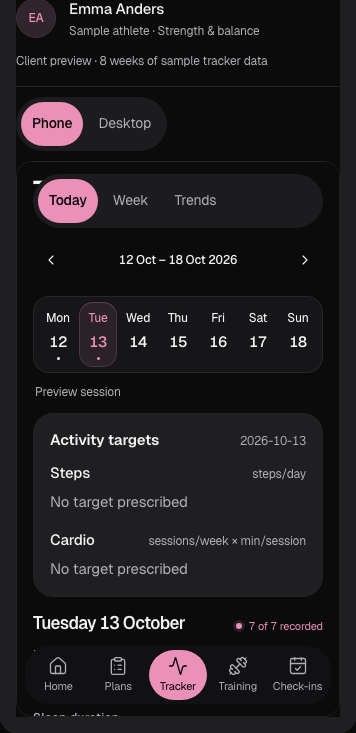 EA
Emma Anders
Sample athlete · Strength & balance
Client preview · 8 weeks of sample tracker data
Phone Desktop
Today Week Trends
12 Oct – 18 Oct 2026
Mon Tue Wed Thu Fri Sat Sun
12 13 14 15 16 17 18
Preview session
Activity targets 2026-10-13
Steps steps/day
No target prescribed
Cardio sessions/week × min/session
No target prescribed
Tuesday 13 October 7 of 7 recorded
Home Plans Tracker Training Check-ins
Sleep duration